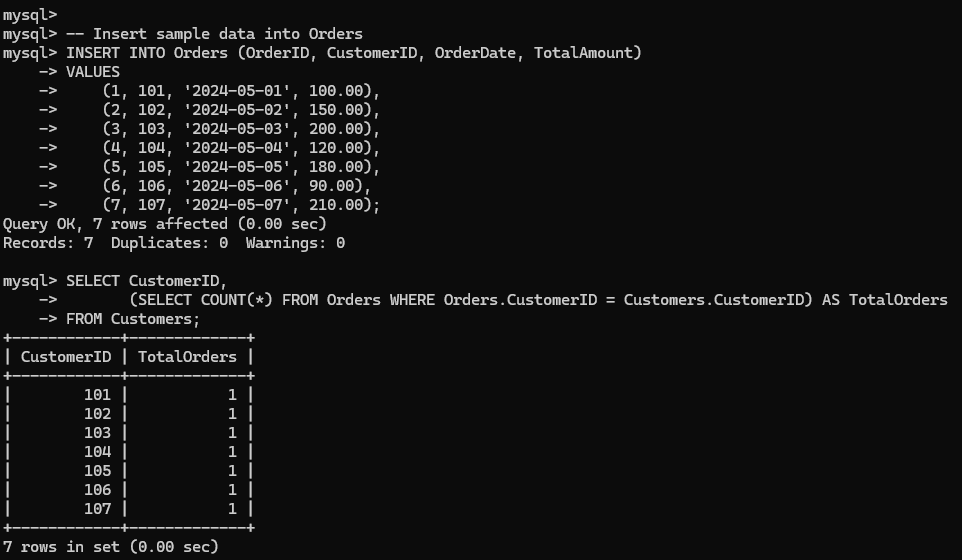 mysql>
mysql> -- Insert sample data into Orders
mysql> INSERT INTO Orders (OrderID, CustomerID, OrderDate, TotalAmount)
    -> VALUES
    ->     (1, 101, '2024-05-01', 100.00),
    ->     (2, 102, '2024-05-02', 150.00),
    ->     (3, 103, '2024-05-03', 200.00),
    ->     (4, 104, '2024-05-04', 120.00),
    ->     (5, 105, '2024-05-05', 180.00),
    ->     (6, 106, '2024-05-06', 90.00),
    ->     (7, 107, '2024-05-07', 210.00);
Query OK, 7 rows affected (0.00 sec)
Records: 7  Duplicates: 0  Warnings: 0

mysql> SELECT CustomerID,
    ->        (SELECT COUNT(*) FROM Orders WHERE Orders.CustomerID = Customers.CustomerID) AS TotalOrders
    -> FROM Customers;
+------------+-------------+
| CustomerID | TotalOrders |
+------------+-------------+
|        101 |           1 |
|        102 |           1 |
|        103 |           1 |
|        104 |           1 |
|        105 |           1 |
|        106 |           1 |
|        107 |           1 |
+------------+-------------+
7 rows in set (0.00 sec)